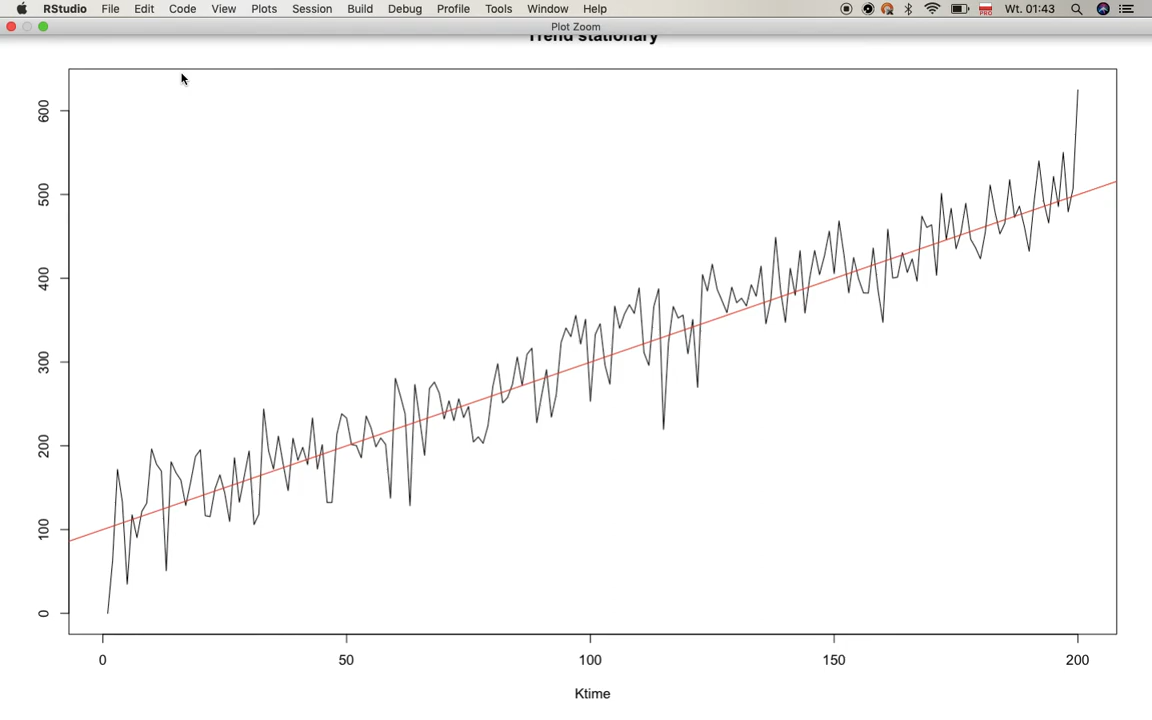 RStudio File Edit Code View Plots Session Build Debug Profile Tools Window Help PRO Wt. 01:43
Plot Zoom
Trend stationary
600
500
400
300
200
100
0
0 50 100 150 200
Ktime